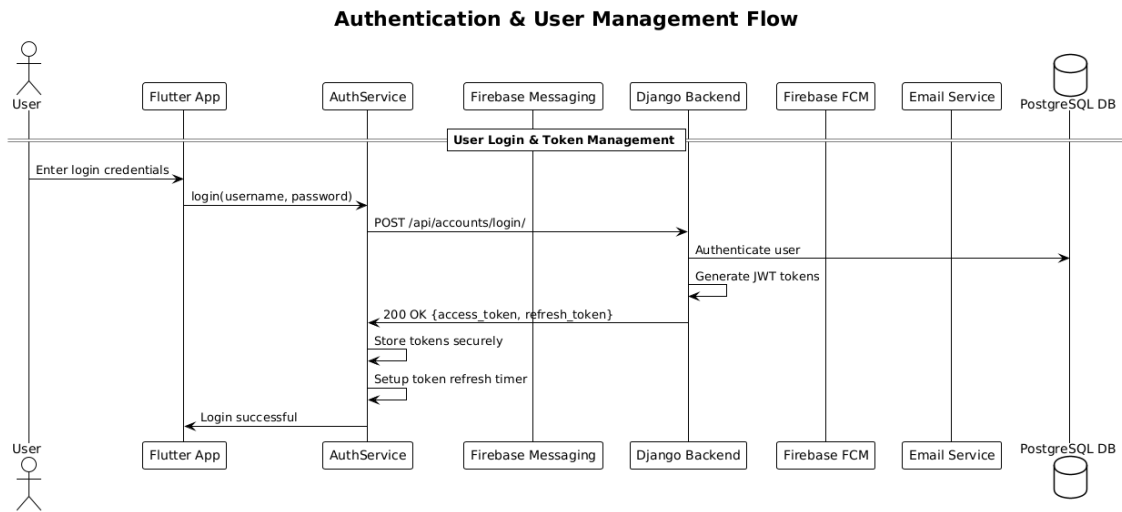 Authentication & User Management Flow
User
Flutter App
AuthService
Firebase Messaging
Django Backend
Firebase FCM
Email Service
PostgreSQL DB
User Login & Token Management
Enter login credentials
login(username, password)
POST /api/accounts/login/
Authenticate user
Generate JWT tokens
200 OK {access_token, refresh_token}
Store tokens securely
Setup token refresh timer
Login successful
User
Flutter App
AuthService
Firebase Messaging
Django Backend
Firebase FCM
Email Service
PostgreSQL DB